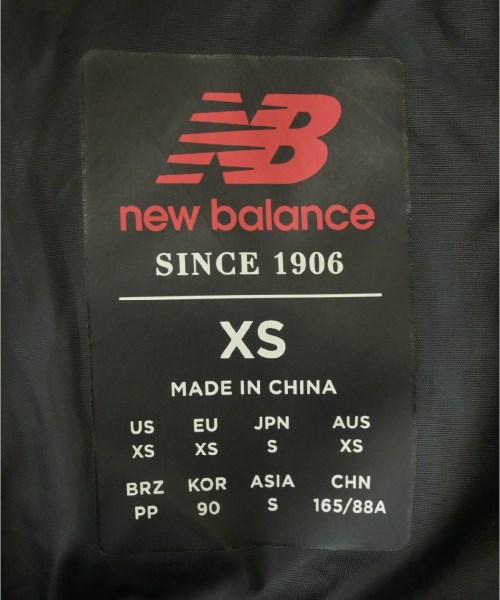 NB
new balance
SINCE 1906
XS
MADE IN CHINA
US EU JPN AUS
XS XS S XS
BRZ KOR ASIA CHN
PP 90 S 165/88A